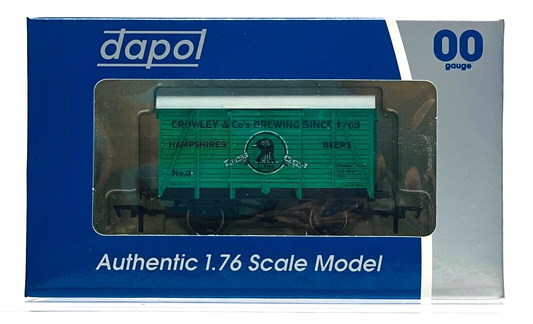 dapol
00
gauge
CROWLEY & Co's BREWING SINCE 1763
HAMPSHIRES BEERS
No.3
Authentic 1.76 Scale Model